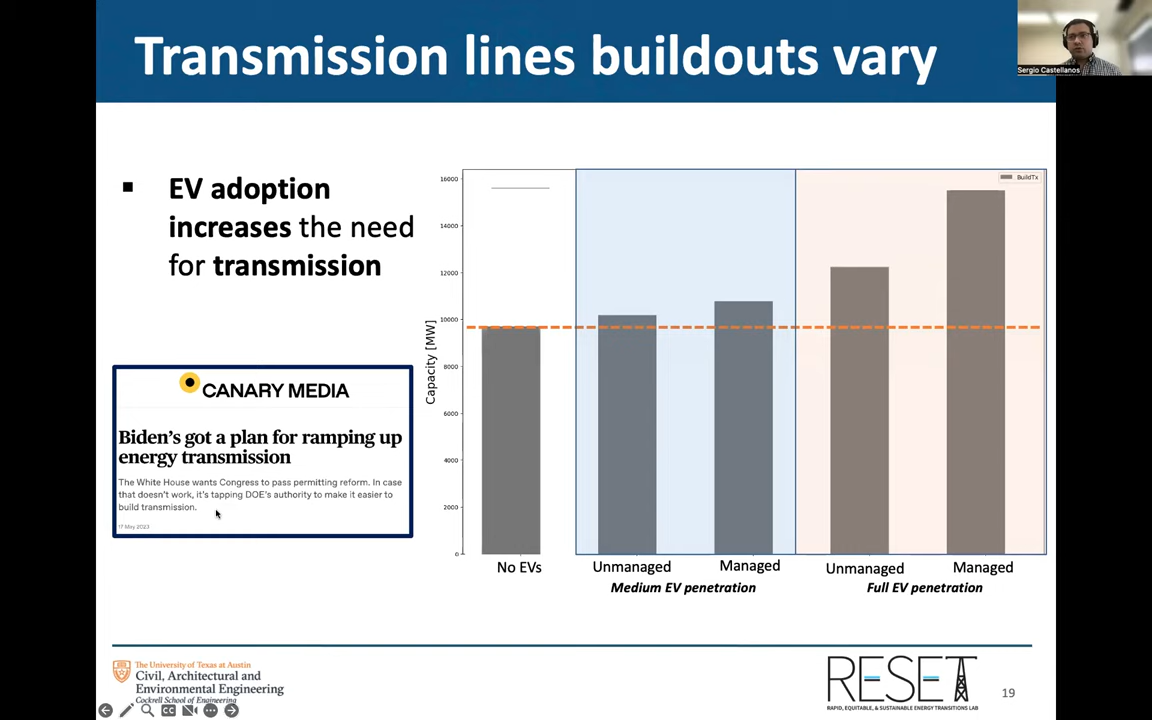 Transmission lines buildouts vary
Sergio Castellanos
▪ EV adoption
increases the need
for transmission
CANARY MEDIA
Biden's got a plan for ramping up
energy transmission
The White House wants Congress to pass permitting reform. In case
that doesn't work, it's tapping DOE's authority to make it easier to
build transmission.
17 May 2023
Capacity [MW]
16000
14000
12000
10000
8000
6000
4000
2000
0
BuildTx
No EVs
Unmanaged
Managed
Unmanaged
Managed
Medium EV penetration
Full EV penetration
The University of Texas at Austin
Civil, Architectural and
Environmental Engineering
Cockrell School of Engineering
CC
RESET
RAPID, EQUITABLE, & SUSTAINABLE ENERGY TRANSITIONS LAB
19